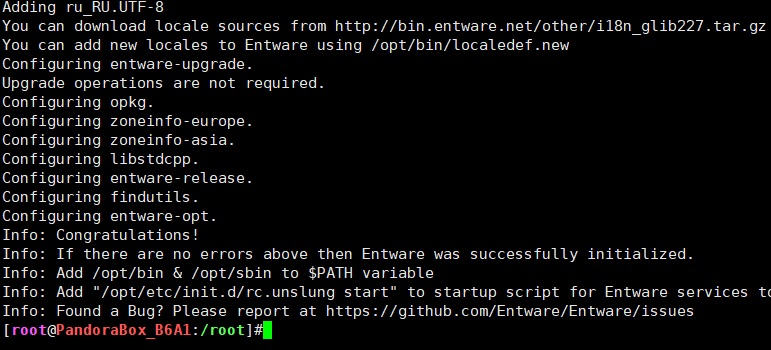 Adding ru_RU.UTF-8
You can download locale sources from http://bin.entware.net/other/i18n_glib227.tar.gz
You can add new locales to Entware using /opt/bin/localedef.new
Configuring entware-upgrade.
Upgrade operations are not required.
Configuring opkg.
Configuring zoneinfo-europe.
Configuring zoneinfo-asia.
Configuring libstdcpp.
Configuring entware-release.
Configuring findutils.
Configuring entware-opt.
Info: Congratulations!
Info: If there are no errors above then Entware was successfully initialized.
Info: Add /opt/bin & /opt/sbin to $PATH variable
Info: Add "/opt/etc/init.d/rc.unslung start" to startup script for Entware services to
Info: Found a Bug? Please report at https://github.com/Entware/Entware/issues
[root@PandoraBox_B6A1:/root]#